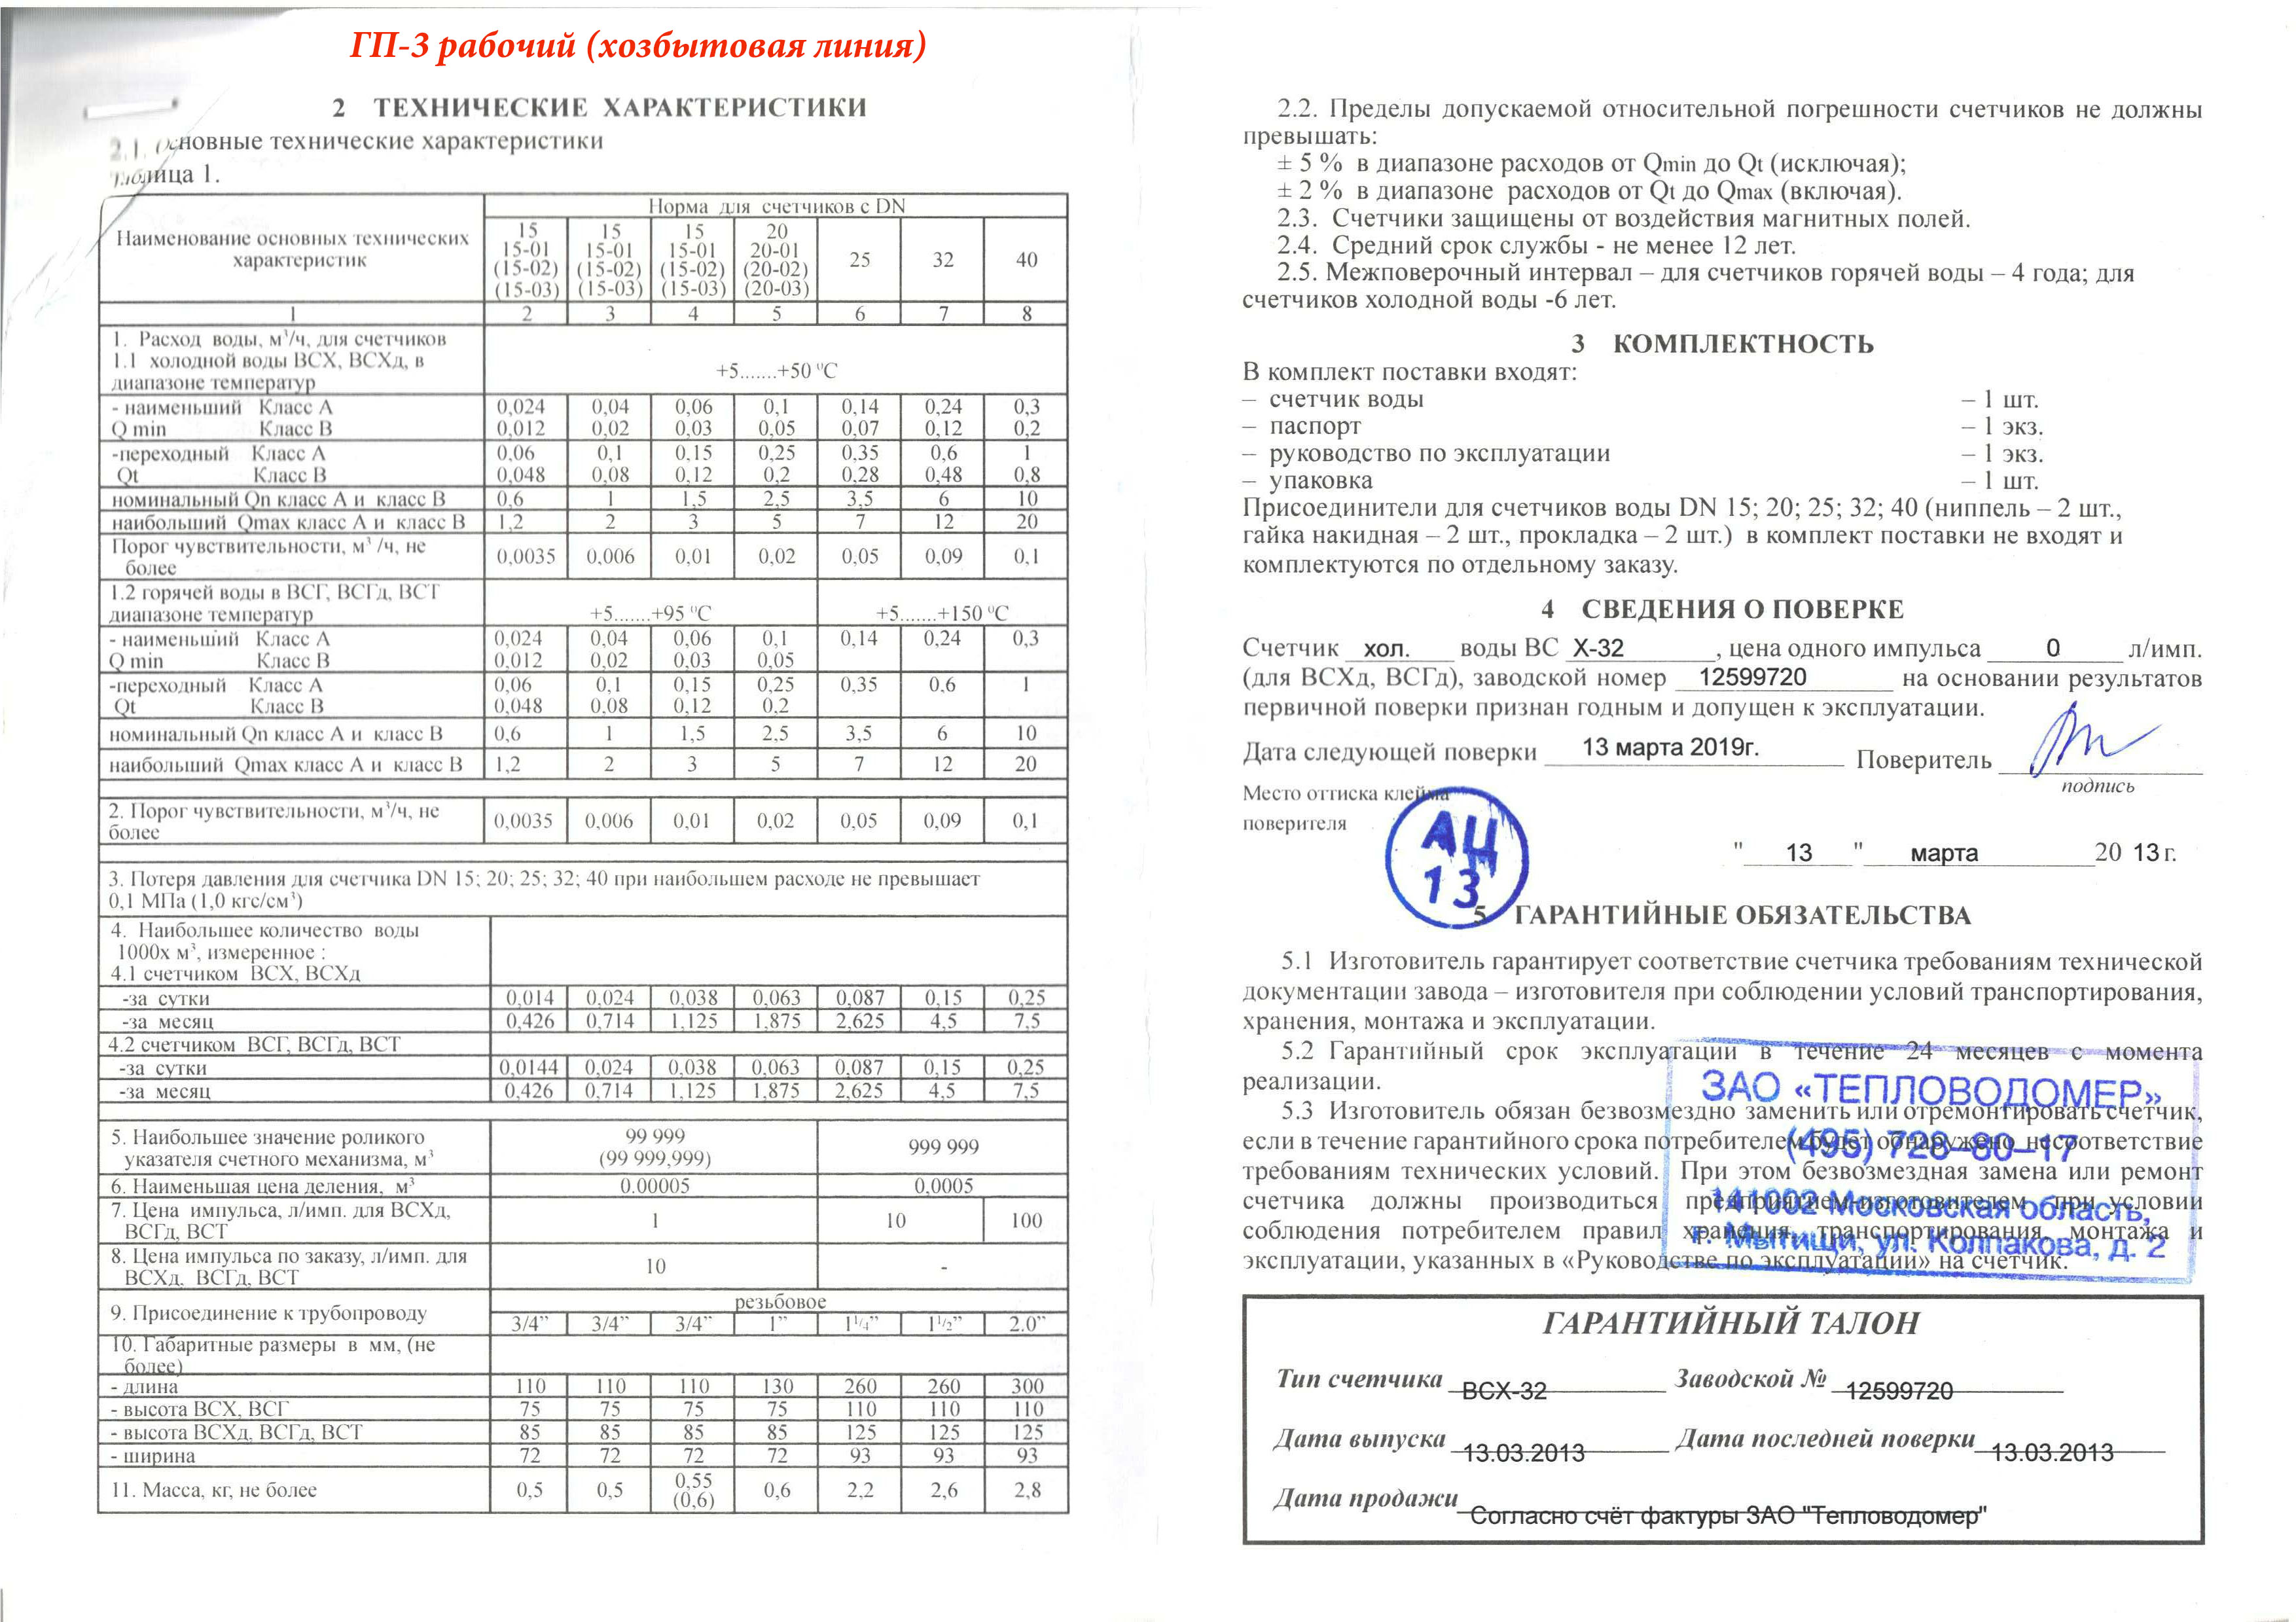 ГП-3 рабочий (хозбытовая линия)
2 ТЕХНИЧЕСКИЕ ХАРАКТЕРИСТИКИ
2.1. Основные технические характеристики
Таблица 1.
Наименование основных технических характеристик | Норма для счетчиков с DN
15 15-01 (15-02) (15-03) | 15 15-01 (15-02) (15-03) | 15 15-01 (15-02) (15-03) | 20 20-01 (20-02) (20-03) | 25 | 32 | 40
1 | 2 | 3 | 4 | 5 | 6 | 7 | 8
1. Расход воды, м³/ч, для счетчиков
1.1 холодной воды ВСХ, ВСХд, в
диапазоне температур | +5.......+50 ºС
- наименьший Класс А | 0,024 | 0,04 | 0,06 | 0,1 | 0,14 | 0,24 | 0,3
Q min Класс В | 0,012 | 0,02 | 0,03 | 0,05 | 0,07 | 0,12 | 0,2
-переходный Класс А | 0,06 | 0,1 | 0,15 | 0,25 | 0,35 | 0,6 | 1
Qt Класс В | 0,048 | 0,08 | 0,12 | 0,2 | 0,28 | 0,48 | 0,8
номинальный Qn класс А и класс В | 0,6 | 1 | 1,5 | 2,5 | 3,5 | 6 | 10
наибольший Qmax класс А и класс В | 1,2 | 2 | 3 | 5 | 7 | 12 | 20
Порог чувствительности, м³ /ч, не
более | 0,0035 | 0,006 | 0,01 | 0,02 | 0,05 | 0,09 | 0,1
1.2 горячей воды в ВСГ, ВСГд, ВСТ
диапазоне температур | +5.......+95 ºС | +5.......+150 ºС
- наименьший Класс А | 0,024 | 0,04 | 0,06 | 0,1 | 0,14 | 0,24 | 0,3
Q min Класс В | 0,012 | 0,02 | 0,03 | 0,05
-переходный Класс А | 0,06 | 0,1 | 0,15 | 0,25 | 0,35 | 0.6 | 1
Qt Класс В | 0,048 | 0,08 | 0,12 | 0,2
номинальный Qn класс А и класс В | 0,6 | 1 | 1,5 | 2,5 | 3,5 | 6 | 10
наибольший Qmax класс А и класс В | 1,2 | 2 | 3 | 5 | 7 | 12 | 20
2. Порог чувствительности, м³/ч, не
более | 0,0035 | 0,006 | 0,01 | 0,02 | 0,05 | 0,09 | 0,1
3. Потеря давления для счетчика DN 15; 20; 25; 32; 40 при наибольшем расходе не превышает
0,1 МПа (1,0 кгс/см³)
4. Наибольшее количество воды
1000х м³, измеренное :
4.1 счетчиком ВСХ, ВСХд
-за сутки | 0,014 | 0,024 | 0,038 | 0,063 | 0,087 | 0,15 | 0,25
-за месяц | 0,426 | 0,714 | 1,125 | 1,875 | 2,625 | 4,5 | 7,5
4.2 счетчиком ВСГ, ВСГд, ВСТ
-за сутки | 0,0144 | 0,024 | 0,038 | 0,063 | 0,087 | 0,15 | 0,25
-за месяц | 0,426 | 0,714 | 1,125 | 1,875 | 2,625 | 4,5 | 7,5
5. Наибольшее значение роликого
указателя счетного механизма, м³ | 99 999 (99 999,999) | 999 999
6. Наименьшая цена деления, м³ | 0.00005 | 0,0005
7. Цена импульса, л/имп. для ВСХд,
ВСГд, ВСТ | 1 | 10 | 100
8. Цена импульса по заказу, л/имп. для
ВСХд, ВСГд, ВСТ | 10 | -
9. Присоединение к трубопроводу | резьбовое
3/4” | 3/4” | 3/4” | 1” | 1¹/₄” | 1¹/₂” | 2.0”
10. Габаритные размеры в мм, (не
более)
- длина | 110 | 110 | 110 | 130 | 260 | 260 | 300
- высота ВСХ, ВСГ | 75 | 75 | 75 | 75 | 110 | 110 | 110
- высота ВСХд, ВСГд, ВСТ | 85 | 85 | 85 | 85 | 125 | 125 | 125
- ширина | 72 | 72 | 72 | 72 | 93 | 93 | 93
11. Масса, кг, не более | 0,5 | 0,5 | 0,55 (0,6) | 0,6 | 2,2 | 2,6 | 2,8
2.2. Пределы допускаемой относительной погрешности счетчиков не должны
превышать:
± 5 % в диапазоне расходов от Qmin до Qt (исключая);
± 2 % в диапазоне расходов от Qt до Qmax (включая).
2.3. Счетчики защищены от воздействия магнитных полей.
2.4. Средний срок службы - не менее 12 лет.
2.5. Межповерочный интервал – для счетчиков горячей воды – 4 года; для
счетчиков холодной воды -6 лет.
3 КОМПЛЕКТНОСТЬ
В комплект поставки входят:
– счетчик воды – 1 шт.
– паспорт – 1 экз.
– руководство по эксплуатации – 1 экз.
– упаковка – 1 шт.
Присоединители для счетчиков воды DN 15; 20; 25; 32; 40 (ниппель – 2 шт.,
гайка накидная – 2 шт., прокладка – 2 шт.) в комплект поставки не входят и
комплектуются по отдельному заказу.
4 СВЕДЕНИЯ О ПОВЕРКЕ
Счетчик хол. воды ВС Х-32 , цена одного импульса 0 л/имп.
(для ВСХд, ВСГд), заводской номер 12599720 на основании результатов
первичной поверки признан годным и допущен к эксплуатации.
Дата следующей поверки 13 марта 2019г. Поверитель
подпись
Место оттиска клейма
поверителя
АЦ
13
" 13 " марта 20 13 г.
5 ГАРАНТИЙНЫЕ ОБЯЗАТЕЛЬСТВА
5.1 Изготовитель гарантирует соответствие счетчика требованиям технической
документации завода – изготовителя при соблюдении условий транспортирования,
хранения, монтажа и эксплуатации.
5.2 Гарантийный срок эксплуатации в течение 24 месяцев с момента
реализации.
5.3 Изготовитель обязан безвозмездно заменить или отремонтировать счетчик,
если в течение гарантийного срока потребителем будет обнаружено несоответствие
требованиям технических условий. При этом безвозмездная замена или ремонт
счетчика должны производиться предприятием-изготовителем при условии
соблюдения потребителем правил хранения, транспортирования, монтажа и
эксплуатации, указанных в «Руководстве по эксплуатации» на счетчик.
ЗАО «ТЕПЛОВОДОМЕР»
(495) 728-80-17
141002 Московская область,
г. Мытищи, ул. Колпакова, д. 2
ГАРАНТИЙНЫЙ ТАЛОН
Тип счетчика ВСХ-32 Заводской № 12599720
Дата выпуска 13.03.2013 Дата последней поверки 13.03.2013
Дата продажи Согласно счёт фактуры ЗАО "Тепловодомер"